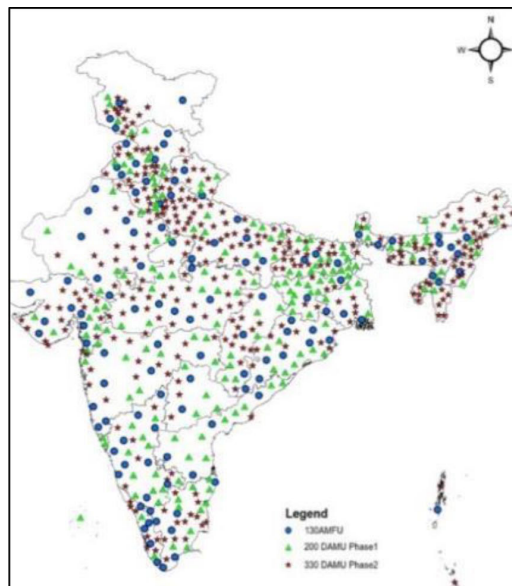 N
W
S
Legend
130AMFU
200 DAMU Phase1
330 DAMU Phase2